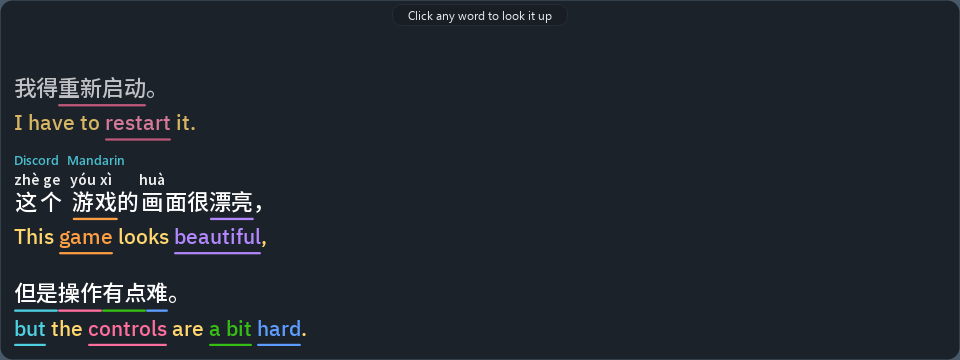 Click any word to look it up
我得重新启动。
I have to restart it.
Discord Mandarin
zhè ge yóu xì huà
这个游戏的画面很漂亮，
This game looks beautiful,
但是操作有点难。
but the controls are a bit hard.